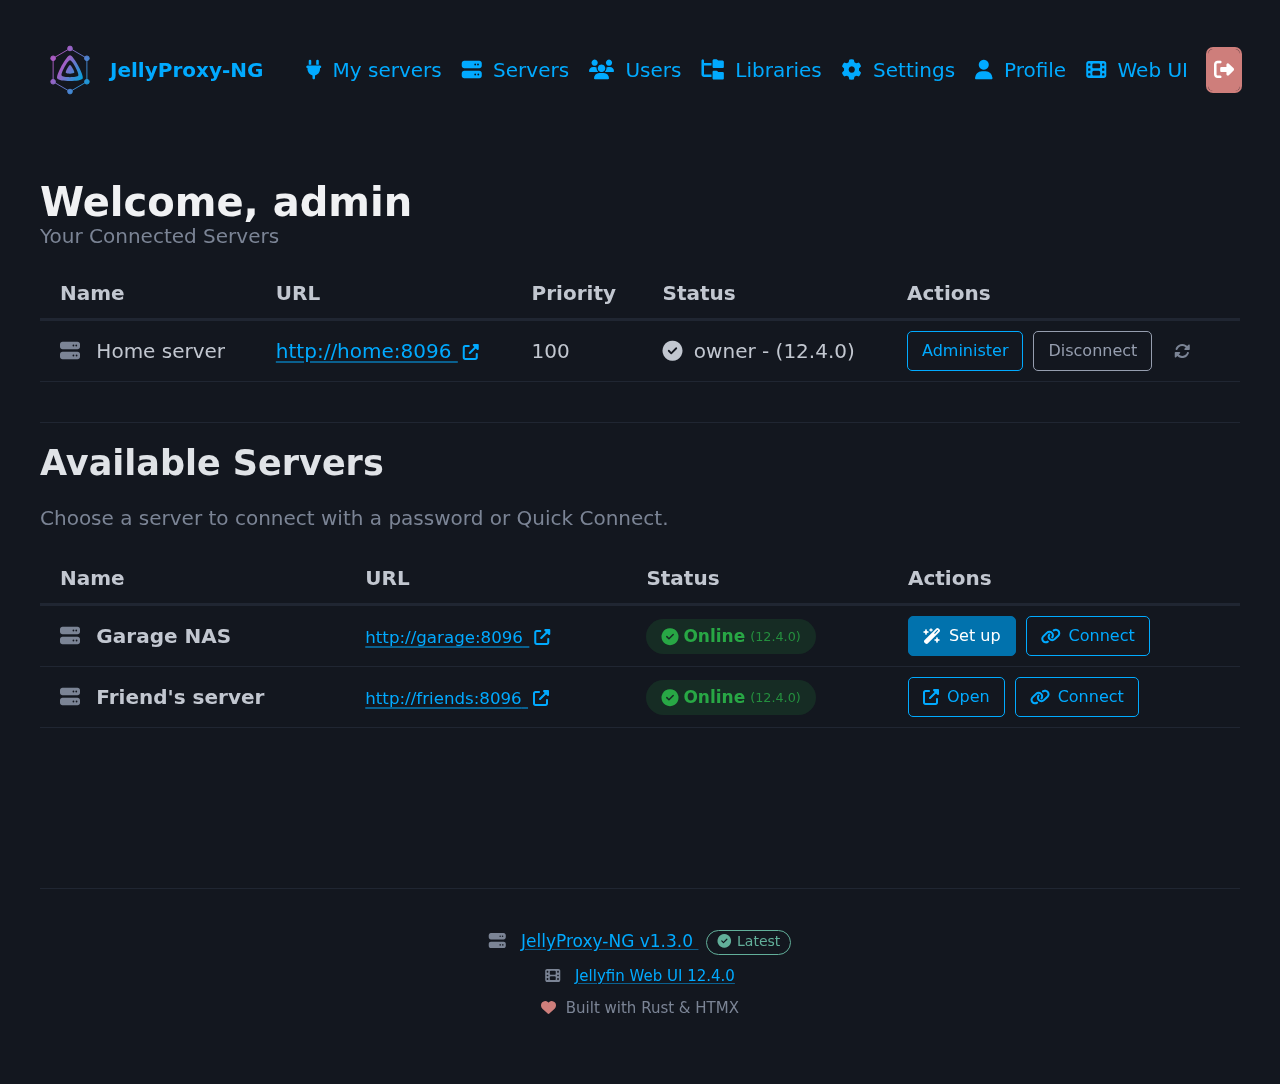 JellyProxy-NG My servers Servers Users Libraries Settings Profile Web UI
Welcome, admin
Your Connected Servers
Name URL Priority Status Actions
Home server http://home:8096 100 owner - (12.4.0) Administer Disconnect
Available Servers
Choose a server to connect with a password or Quick Connect.
Name URL Status Actions
Garage NAS http://garage:8096 Online (12.4.0) Set up Connect
Friend's server http://friends:8096 Online (12.4.0) Open Connect
JellyProxy-NG v1.3.0 Latest
Jellyfin Web UI 12.4.0
Built with Rust & HTMX